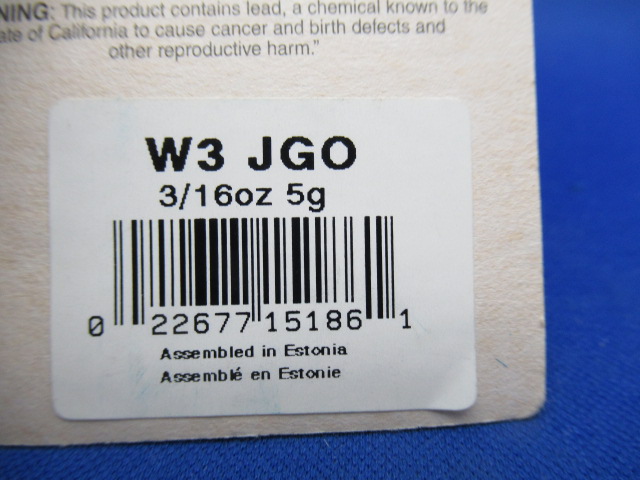 NING: This product contains lead, a chemical known to the
ate of California to cause cancer and birth defects and
other reproductive harm."
W3 JGO
3/16oz 5g
0 22677 15186 1
Assembled in Estonia
Assemblé en Estonie